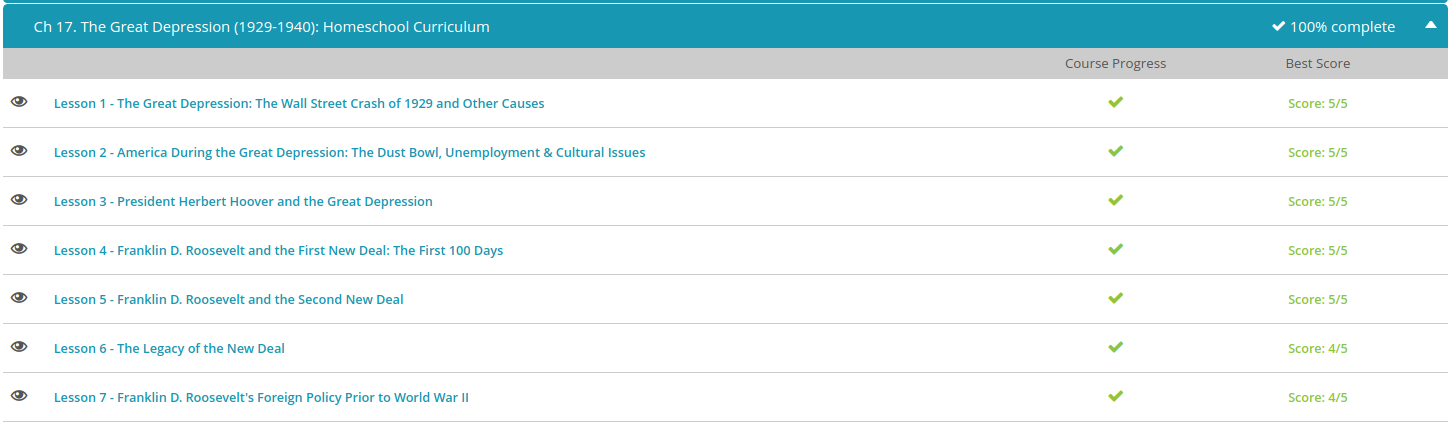 Ch 17. The Great Depression (1929-1940): Homeschool Curriculum 100% complete
Course Progress Best Score
Lesson 1 - The Great Depression: The Wall Street Crash of 1929 and Other Causes Score: 5/5
Lesson 2 - America During the Great Depression: The Dust Bowl, Unemployment & Cultural Issues Score: 5/5
Lesson 3 - President Herbert Hoover and the Great Depression Score: 5/5
Lesson 4 - Franklin D. Roosevelt and the First New Deal: The First 100 Days Score: 5/5
Lesson 5 - Franklin D. Roosevelt and the Second New Deal Score: 5/5
Lesson 6 - The Legacy of the New Deal Score: 4/5
Lesson 7 - Franklin D. Roosevelt's Foreign Policy Prior to World War II Score: 4/5